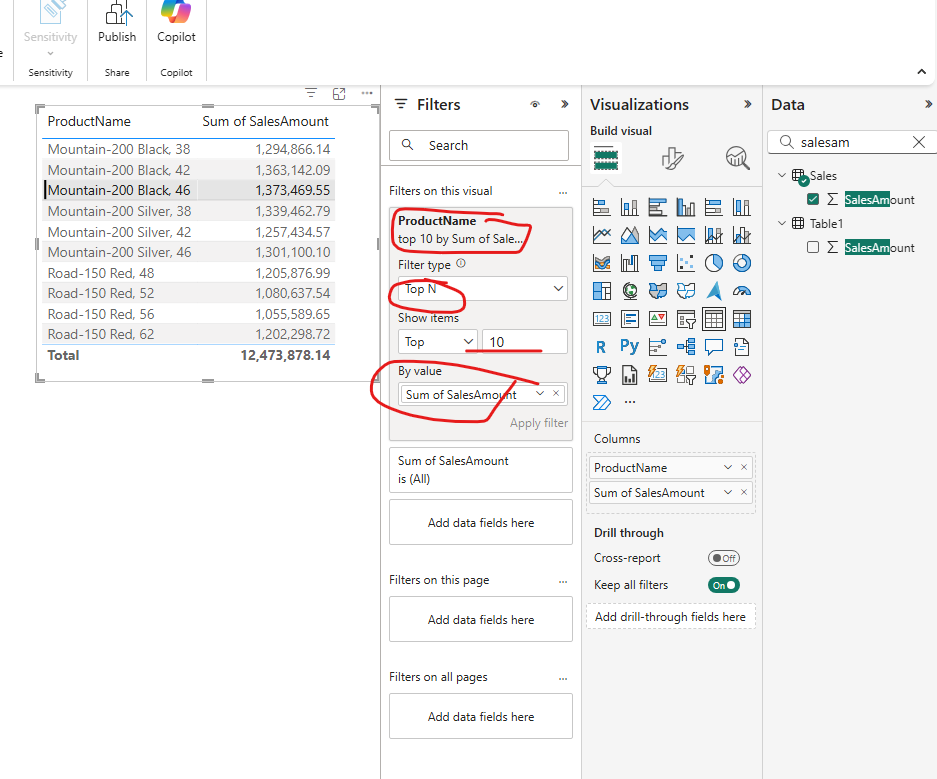 Sensitivity
Publish
Copilot
e
Sensitivity
Share
Copilot
ProductName Sum of SalesAmount
Mountain-200 Black, 38 1,294,866.14
Mountain-200 Black, 42 1,363,142.09
Mountain-200 Black, 46 1,373,469.55
Mountain-200 Silver, 38 1,339,462.79
Mountain-200 Silver, 42 1,257,434.57
Mountain-200 Silver, 46 1,301,100.10
Road-150 Red, 48 1,205,876.99
Road-150 Red, 52 1,080,637.54
Road-150 Red, 56 1,055,589.65
Road-150 Red, 62 1,202,298.72
Total 12,473,878.14
Filters
Search
Filters on this visual
ProductName
top 10 by Sum of Sale...
Filter type
Top N
Show items
Top 10
By value
Sum of SalesAmount
Apply filter
Sum of SalesAmount
is (All)
Add data fields here
Filters on this page
Add data fields here
Filters on all pages
Add data fields here
Visualizations
Build visual
123
R Py
123
Columns
ProductName
Sum of SalesAmount
Drill through
Cross-report Off
Keep all filters On
Add drill-through fields here
Data
salesam
Sales
SalesAmount
Table1
SalesAmount